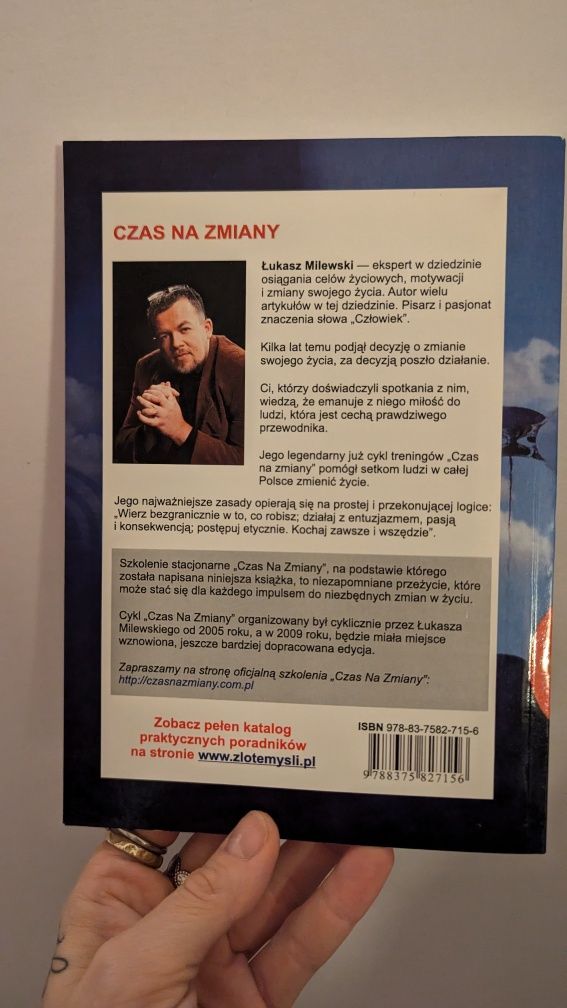 CZAS NA ZMIANY
Łukasz Milewski — ekspert w dziedzinie
osiągania celów życiowych, motywacji
i zmiany swojego życia. Autor wielu
artykułów w tej dziedzinie. Pisarz i pasjonat
znaczenia słowa „Człowiek”.
Kilka lat temu podjął decyzję o zmianie
swojego życia, za decyzją poszło działanie.
Ci, którzy doświadczyli spotkania z nim,
wiedzą, że emanuje z niego miłość do
ludzi, która jest cechą prawdziwego
przewodnika.
Jego legendarny już cykl treningów „Czas
na zmiany” pomógł setkom ludzi w całej
Polsce zmienić życie.
Jego najważniejsze zasady opierają się na prostej i przekonującej logice:
„Wierz bezgranicznie w to, co robisz; działaj z entuzjazmem, pasją
i konsekwencją; postępuj etycznie. Kochaj zawsze i wszędzie”.
Szkolenie stacjonarne „Czas Na Zmiany”, na podstawie którego
została napisana niniejsza książka, to niezapomniane przeżycie, które
może stać się dla każdego impulsem do niezbędnych zmian w życiu.
Cykl „Czas Na Zmiany” organizowany był cyklicznie przez Łukasza
Milewskiego od 2005 roku, a w 2009 roku, będzie miała miejsce
wznowiona, jeszcze bardziej dopracowana edycja.
Zapraszamy na stronę oficjalną szkolenia „Czas Na Zmiany”:
http://czasnazmiany.com.pl
Zobacz pełen katalog
praktycznych poradników
na stronie www.zlotemysli.pl
ISBN 978-83-7582-715-6
9788375827156